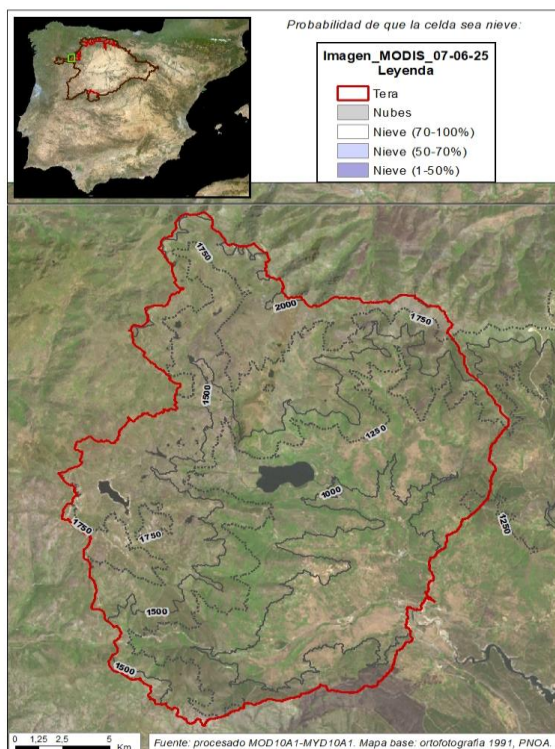 Probabilidad de que la celda sea nieve:
Imagen_MODIS_07-06-25
Leyenda
Tera
Nubes
Nieve (70-100%)
Nieve (50-70%)
Nieve (1-50%)
1750
2000
1750
1500
1250
1000
1750
1750
1250
1500
1500
0 1,25 2,5 5
Km
Fuente: procesado MOD10A1-MYD10A1. Mapa base: ortofotografía 1991, PNOA